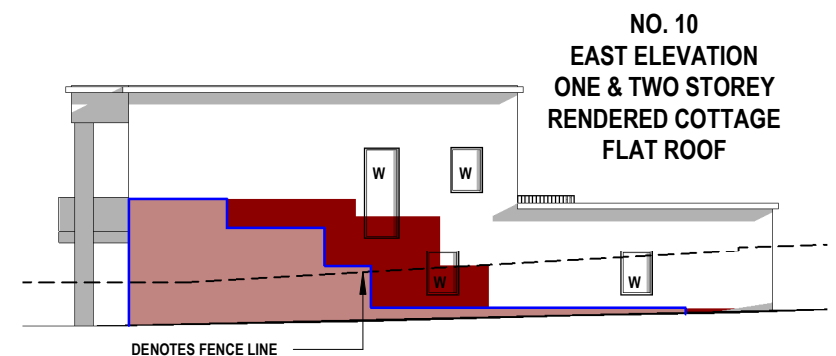 NO. 10
EAST ELEVATION
ONE & TWO STOREY
RENDERED COTTAGE
FLAT ROOF
W
W
W
W
DENOTES FENCE LINE